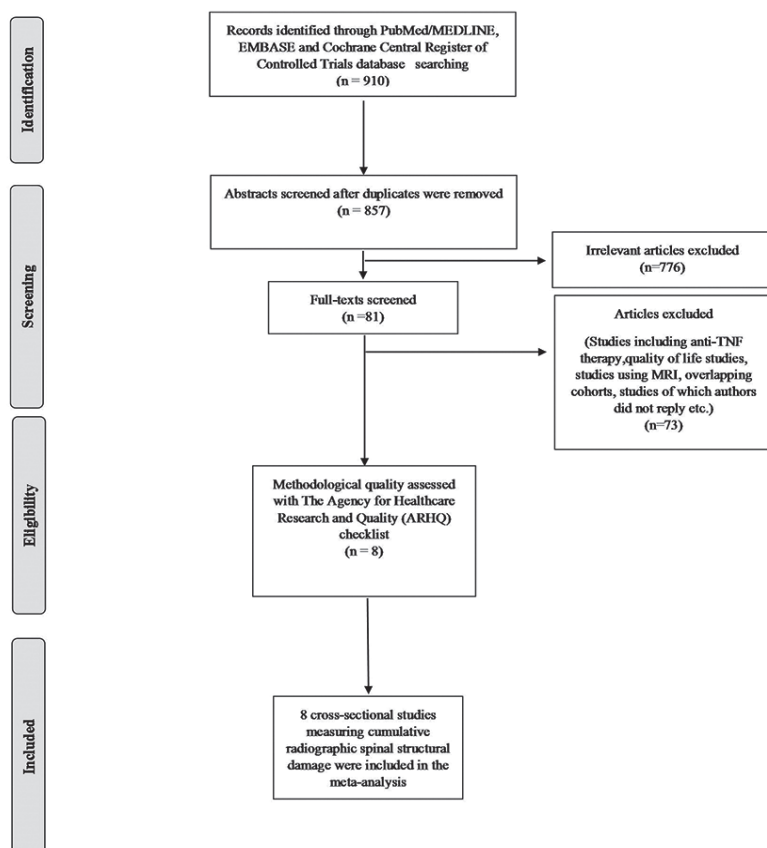 Identification
Records identified through PubMed/MEDLINE,
EMBASE and Cochrane Central Register of
Controlled Trials database searching
(n = 910)
Screening
Abstracts screened after duplicates were removed
(n = 857)
Irrelevant articles excluded
(n=776)
Full-texts screened
(n =81)
Articles excluded
(Studies including anti-TNF
therapy,quality of life studies,
studies using MRI, overlapping
cohorts, studies of which authors
did not reply etc.)
(n=73)
Eligibility
Methodological quality assessed
with The Agency for Healthcare
Research and Quality (ARHQ)
checklist
(n = 8)
Included
8 cross-sectional studies
measuring cumulative
radiographic spinal structural
damage were included in the
meta-analysis